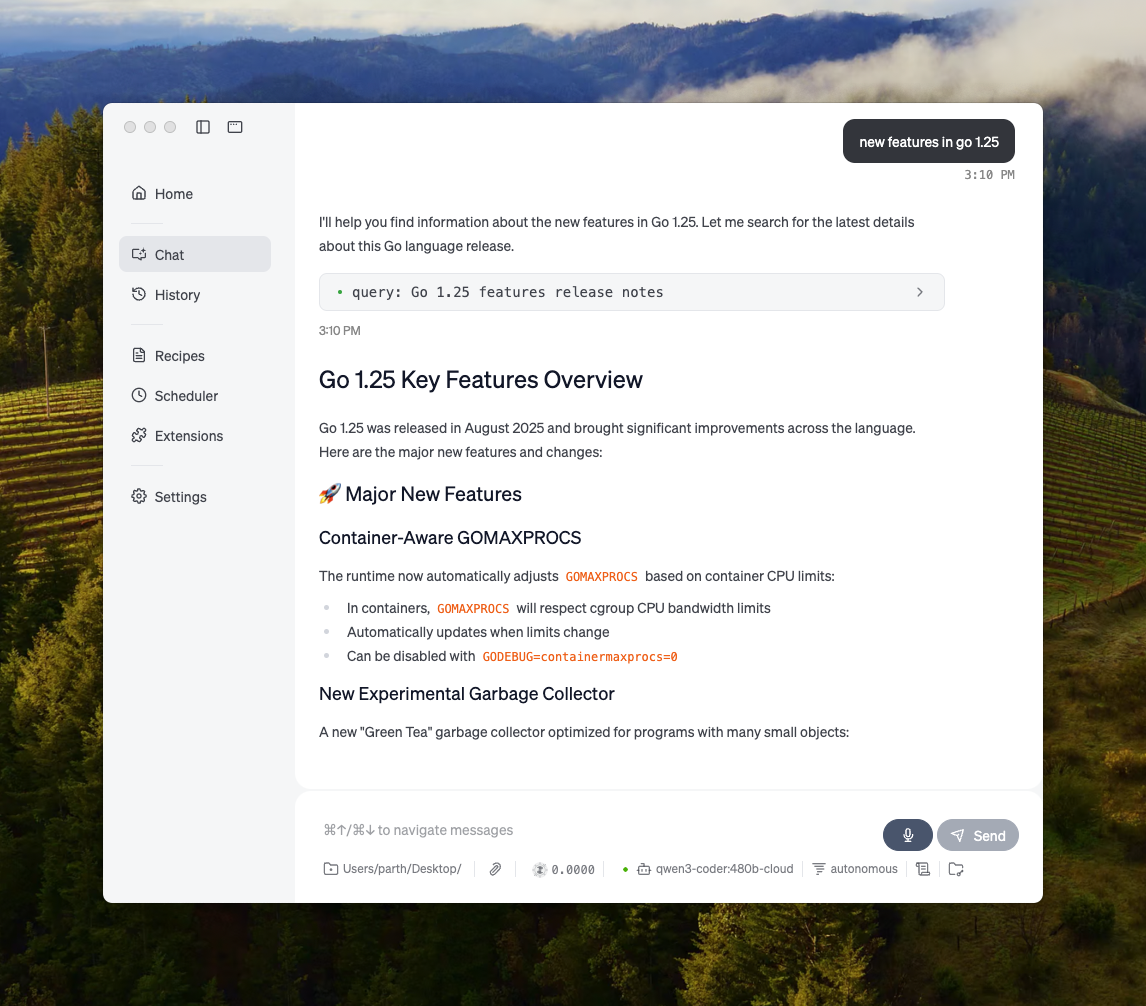 new features in go 1.25
3:10 PM
Home
Chat
History
Recipes
Scheduler
Extensions
Settings
I'll help you find information about the new features in Go 1.25. Let me search for the latest details
about this Go language release.
query: Go 1.25 features release notes
3:10 PM
Go 1.25 Key Features Overview
Go 1.25 was released in August 2025 and brought significant improvements across the language.
Here are the major new features and changes:
🚀 Major New Features
Container-Aware GOMAXPROCS
The runtime now automatically adjusts GOMAXPROCS based on container CPU limits:
• In containers, GOMAXPROCS will respect cgroup CPU bandwidth limits
• Automatically updates when limits change
• Can be disabled with GODEBUG=containermaxprocs=0
New Experimental Garbage Collector
A new "Green Tea" garbage collector optimized for programs with many small objects:
⌘↑/⌘↓ to navigate messages
Send
Users/parth/Desktop/ 0.0000 qwen3-coder:480b-cloud autonomous